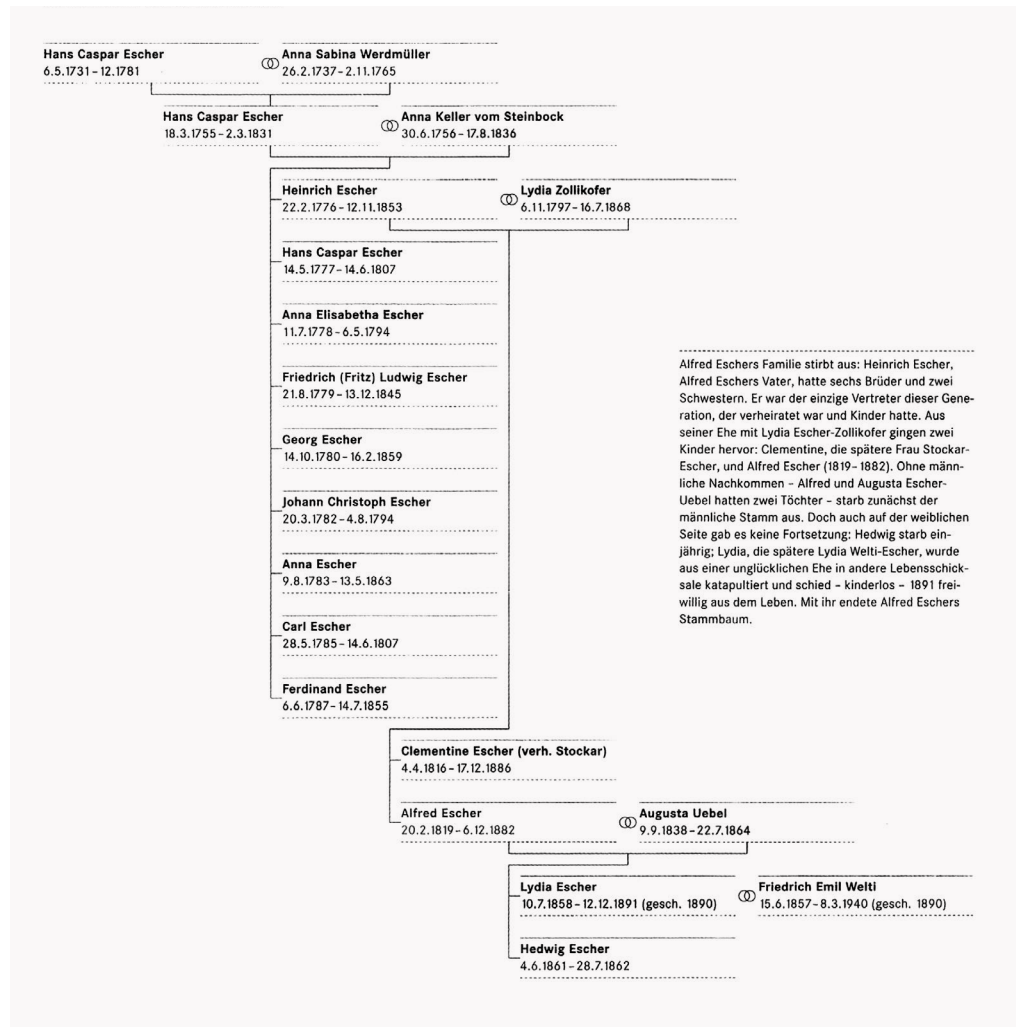 Hans Caspar Escher
6.5.1731–12.1781
Anna Sabina Werdmüller
26.2.1737–2.11.1765
Hans Caspar Escher
18.3.1755–2.3.1831
Anna Keller vom Steinbock
30.6.1756–17.8.1836
Heinrich Escher
22.2.1776–12.11.1853
Lydia Zollikofer
6.11.1797–16.7.1868
Hans Caspar Escher
14.5.1777–14.6.1807
Anna Elisabetha Escher
11.7.1778–6.5.1794
Friedrich (Fritz) Ludwig Escher
21.8.1779–13.12.1845
Georg Escher
14.10.1780–16.2.1859
Johann Christoph Escher
20.3.1782–4.8.1794
Anna Escher
9.8.1783–13.5.1863
Carl Escher
28.5.1785–14.6.1807
Ferdinand Escher
6.6.1787–14.7.1855
Alfred Eschers Familie stirbt aus: Heinrich Escher,
Alfred Eschers Vater, hatte sechs Brüder und zwei
Schwestern. Er war der einzige Vertreter dieser Gene-
ration, der verheiratet war und Kinder hatte. Aus
seiner Ehe mit Lydia Escher-Zollikofer gingen zwei
Kinder hervor: Clementine, die spätere Frau Stockar-
Escher, und Alfred Escher (1819–1882). Ohne männ-
liche Nachkommen – Alfred und Augusta Escher-
Uebel hatten zwei Töchter – starb zunächst der
männliche Stamm aus. Doch auch auf der weiblichen
Seite gab es keine Fortsetzung: Hedwig starb ein-
jährig; Lydia, die spätere Lydia Welti-Escher, wurde
aus einer unglücklichen Ehe in andere Lebensschick-
sale katapultiert und schied – kinderlos – 1891 frei-
willig aus dem Leben. Mit ihr endete Alfred Eschers
Stammbaum.
Clementine Escher (verh. Stockar)
4.4.1816–17.12.1886
Alfred Escher
20.2.1819–6.12.1882
Augusta Uebel
9.9.1838–22.7.1864
Lydia Escher
10.7.1858–12.12.1891 (gesch. 1890)
Friedrich Emil Welti
15.6.1857–8.3.1940 (gesch. 1890)
Hedwig Escher
4.6.1861–28.7.1862